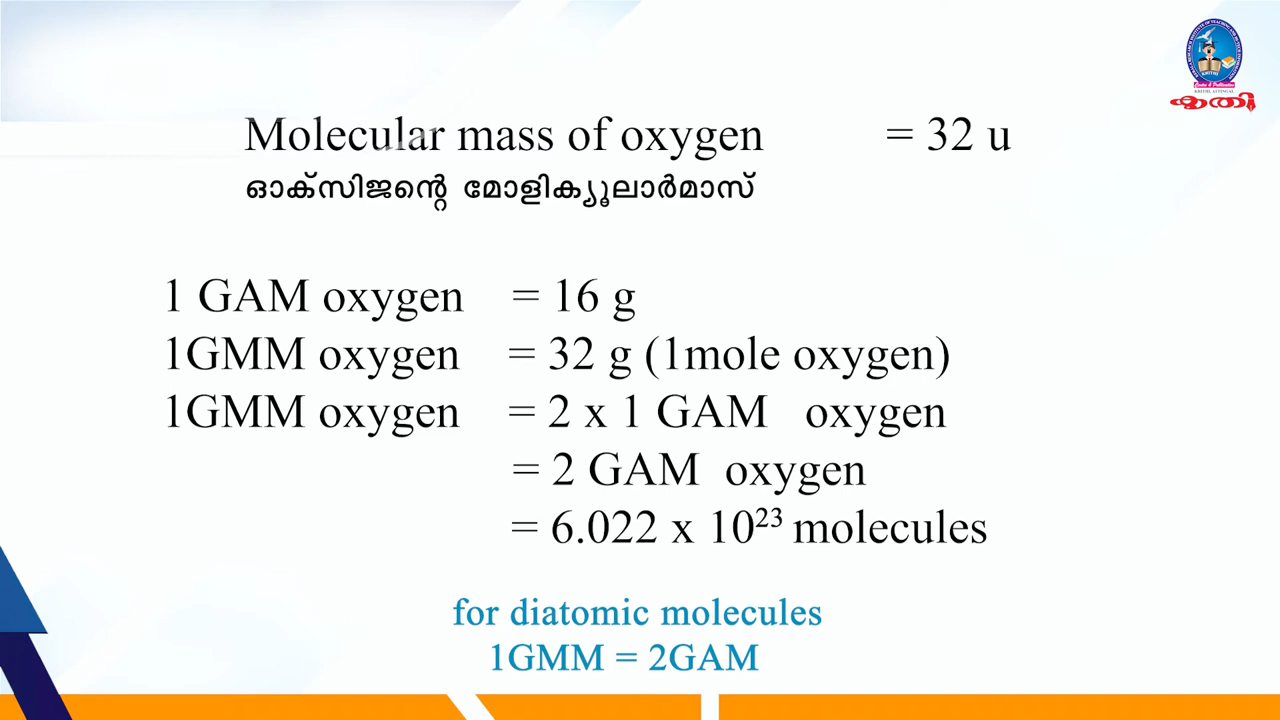 Molecular mass of oxygen = 32 u
ഓക്സിജന്റെ മോളിക്യൂലാർമാസ്
1 GAM oxygen = 16 g
1GMM oxygen = 32 g (1mole oxygen)
1GMM oxygen = 2 x 1 GAM oxygen
= 2 GAM oxygen
= 6.022 x 10²³ molecules
for diatomic molecules
1GMM = 2GAM
കൃതി